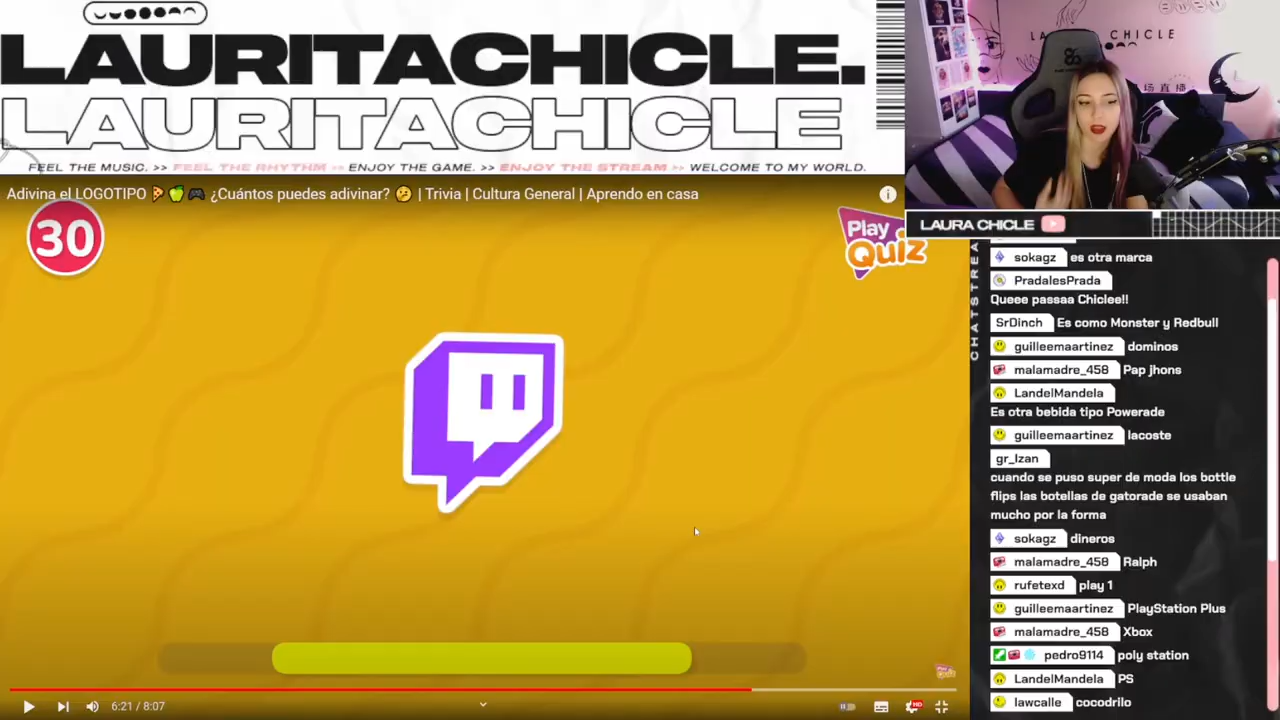 LAURITACHICLE.
LAURITACHICLE
FEEL THE MUSIC. >> FEEL THE RHYTHM >> ENJOY THE GAME. >> ENJOY THE STREAM >> WELCOME TO MY WORLD.
Adivina el LOGOTIPO 🍕🍏🎮 ¿Cuántos puedes adivinar? 🤔 | Trivia | Cultura General | Aprendo en casa
30
Play
Quiz
CHICLE
LAURA CHICLE
CHATSTREA
sokagz es otra marca
PradalesPrada
Queee passaa Chiclee!!
SrDinch Es como Monster y Redbull
guilleemaartinez dominos
malamadre_458 Pap jhons
LandelMandela
Es otra bebida tipo Powerade
guilleemaartinez lacoste
gr_Izan
cuando se puso super de moda los bottle
flips las botellas de gatorade se usaban
mucho por la forma
sokagz dineros
malamadre_458 Ralph
rufetexd play 1
guilleemaartinez PlayStation Plus
malamadre_458 Xbox
pedro9114 poly station
LandelMandela PS
lawcalle cocodrilo
Play
Quiz
6:21 / 8:07
HD